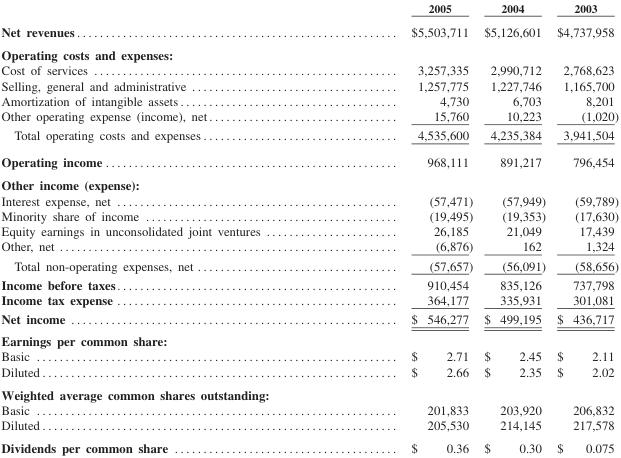 2005 2004 2003
Net revenues $5,503,711 $5,126,601 $4,737,958
Operating costs and expenses:
Cost of services 3,257,335 2,990,712 2,768,623
Selling, general and administrative 1,257,775 1,227,746 1,165,700
Amortization of intangible assets 4,730 6,703 8,201
Other operating expense (income), net 15,760 10,223 (1,020)
Total operating costs and expenses 4,535,600 4,235,384 3,941,504
Operating income 968,111 891,217 796,454
Other income (expense):
Interest expense, net (57,471) (57,949) (59,789)
Minority share of income (19,495) (19,353) (17,630)
Equity earnings in unconsolidated joint ventures 26,185 21,049 17,439
Other, net (6,876) 162 1,324
Total non-operating expenses, net (57,657) (56,091) (58,656)
Income before taxes 910,454 835,126 737,798
Income tax expense 364,177 335,931 301,081
Net income $ 546,277 $ 499,195 $ 436,717
Earnings per common share:
Basic $ 2.71 $ 2.45 $ 2.11
Diluted $ 2.66 $ 2.35 $ 2.02
Weighted average common shares outstanding:
Basic 201,833 203,920 206,832
Diluted 205,530 214,145 217,578
Dividends per common share $ 0.36 $ 0.30 $ 0.075